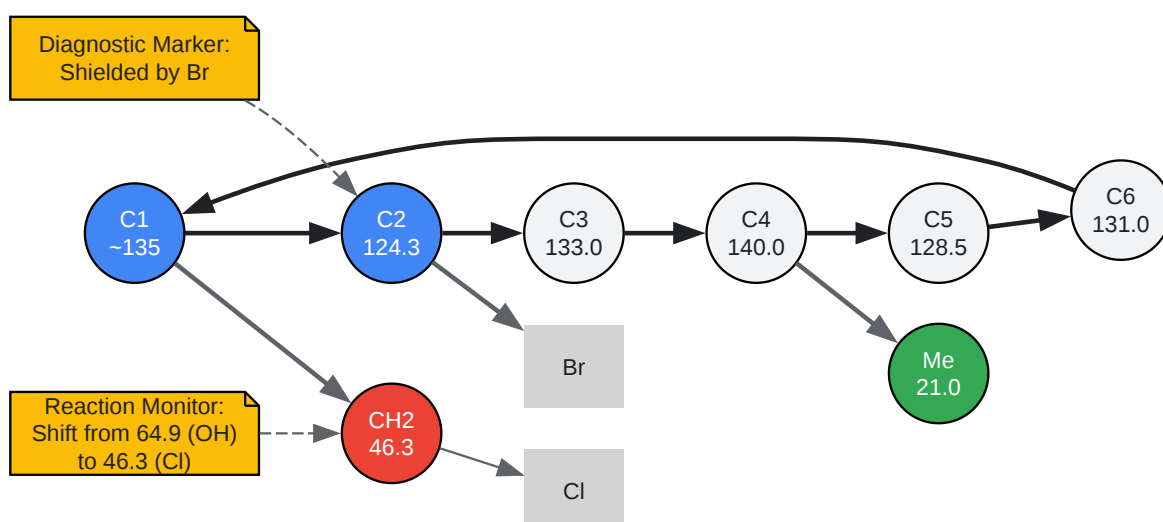 Diagnostic Marker:
Shielded by Br
C1
~135
C2
124.3
C3
133.0
C4
140.0
C5
128.5
C6
131.0
Br
Me
21.0
Reaction Monitor:
Shift from 64.9 (OH)
to 46.3 (Cl)
CH2
46.3
Cl